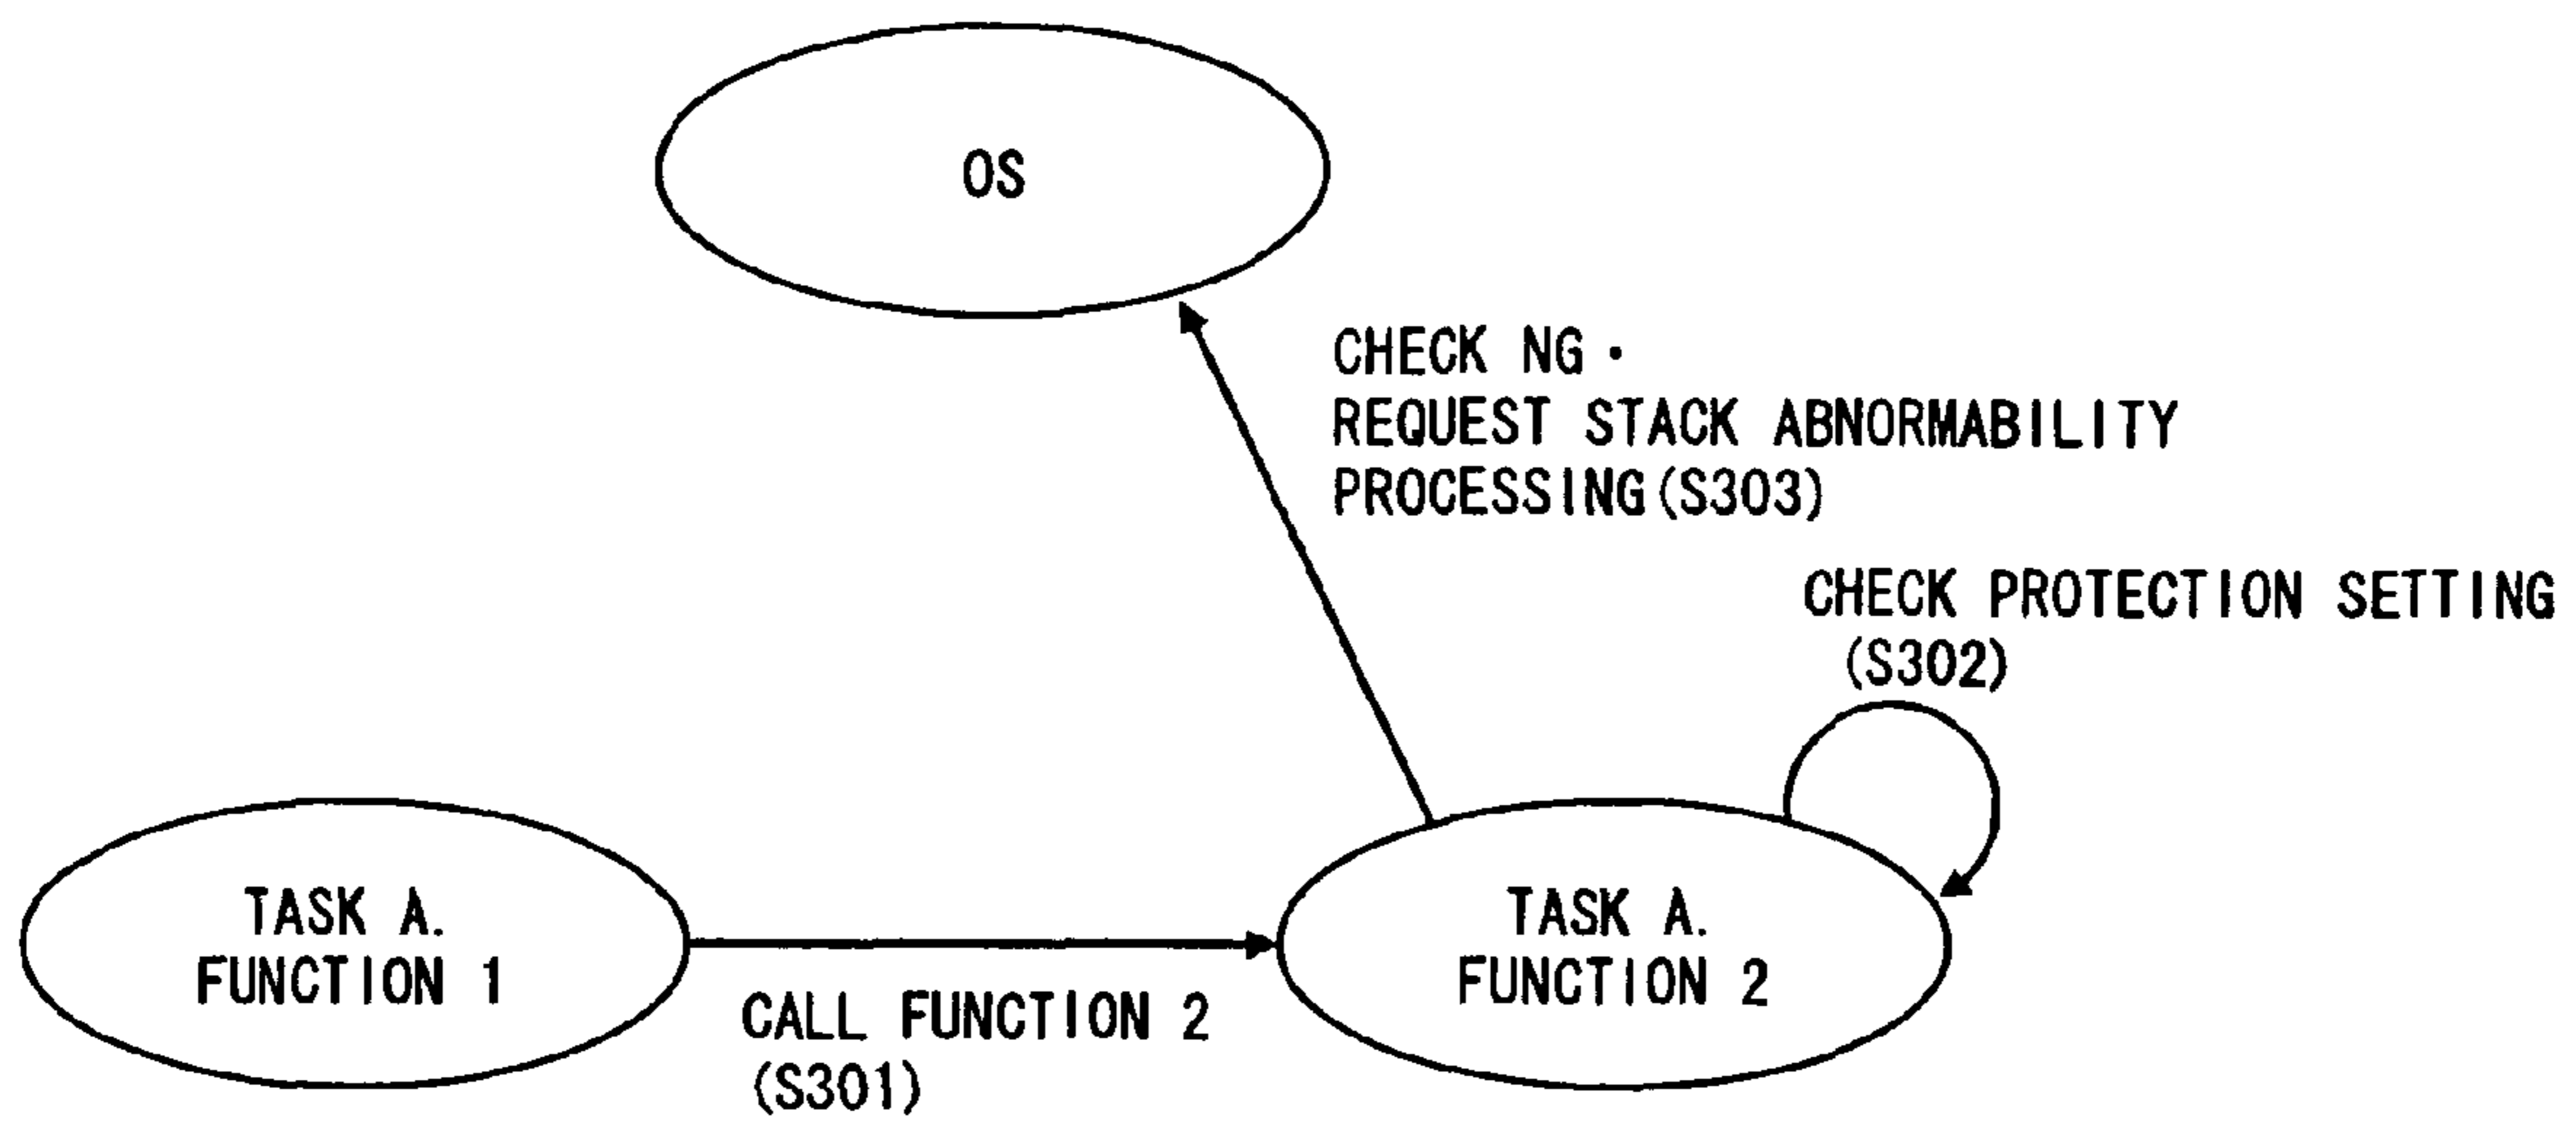 OS
CHECK NG・
REQUEST STACK ABNORMABILITY
PROCESSING(S303)
CHECK PROTECTION SETTING
(S302)
TASK A.
FUNCTION 1
TASK A.
FUNCTION 2
CALL FUNCTION 2
(S301)